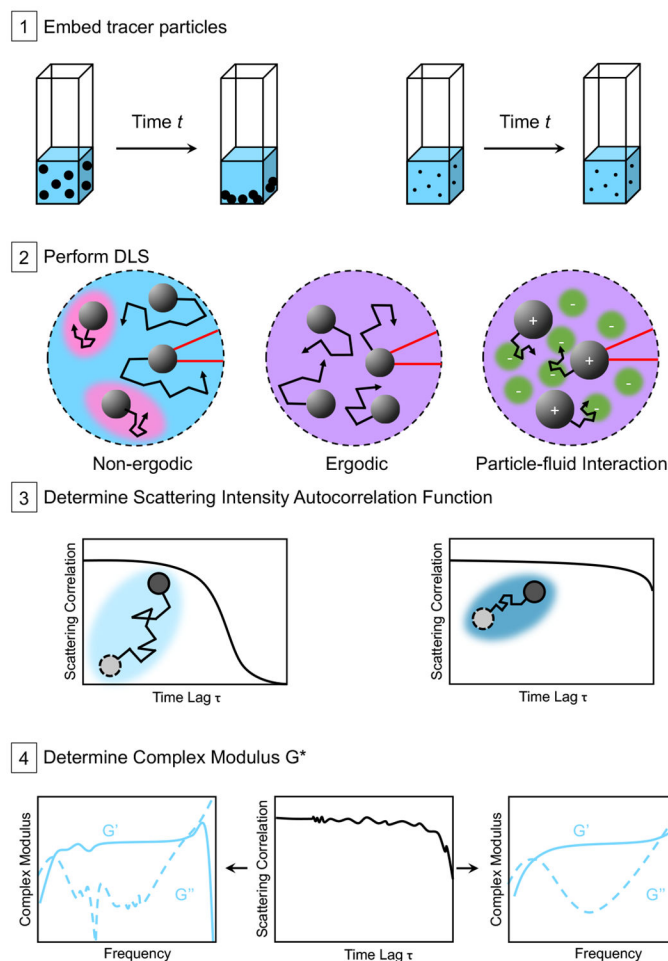 1 Embed tracer particles
Time t
Time t
2 Perform DLS
+
+
+
-
-
-
-
-
-
-
-
Non-ergodic
Ergodic
Particle-fluid Interaction
3 Determine Scattering Intensity Autocorrelation Function
Scattering Correlation
Time Lag τ
Scattering Correlation
Time Lag τ
4 Determine Complex Modulus G*
Complex Modulus
G'
G''
Frequency
Scattering Correlation
Time Lag τ
Complex Modulus
G'
G''
Frequency